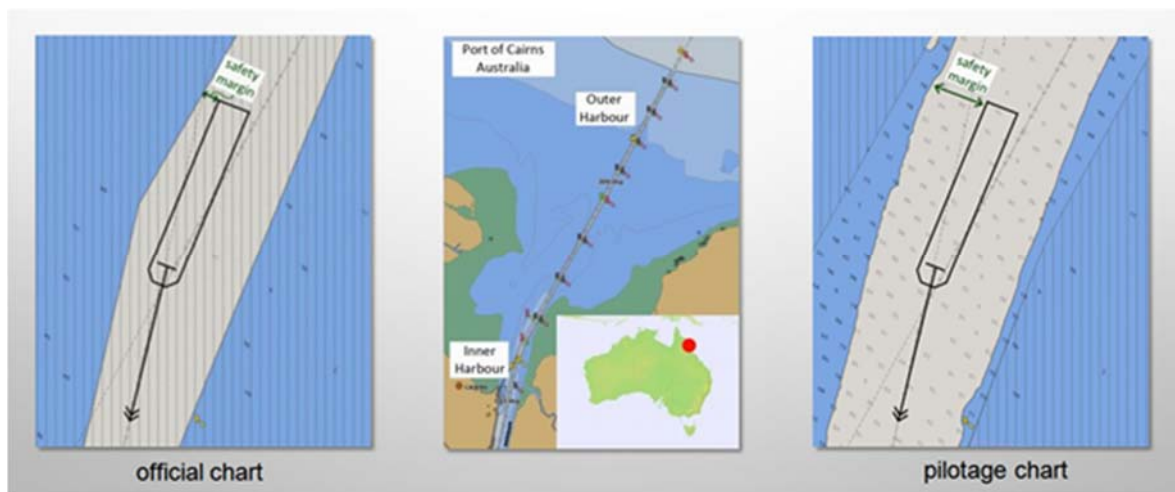 safety
margin
official chart
Port of Cairns
Australia
Outer
Harbour
Inner
Harbour
safety
margin
pilotage chart